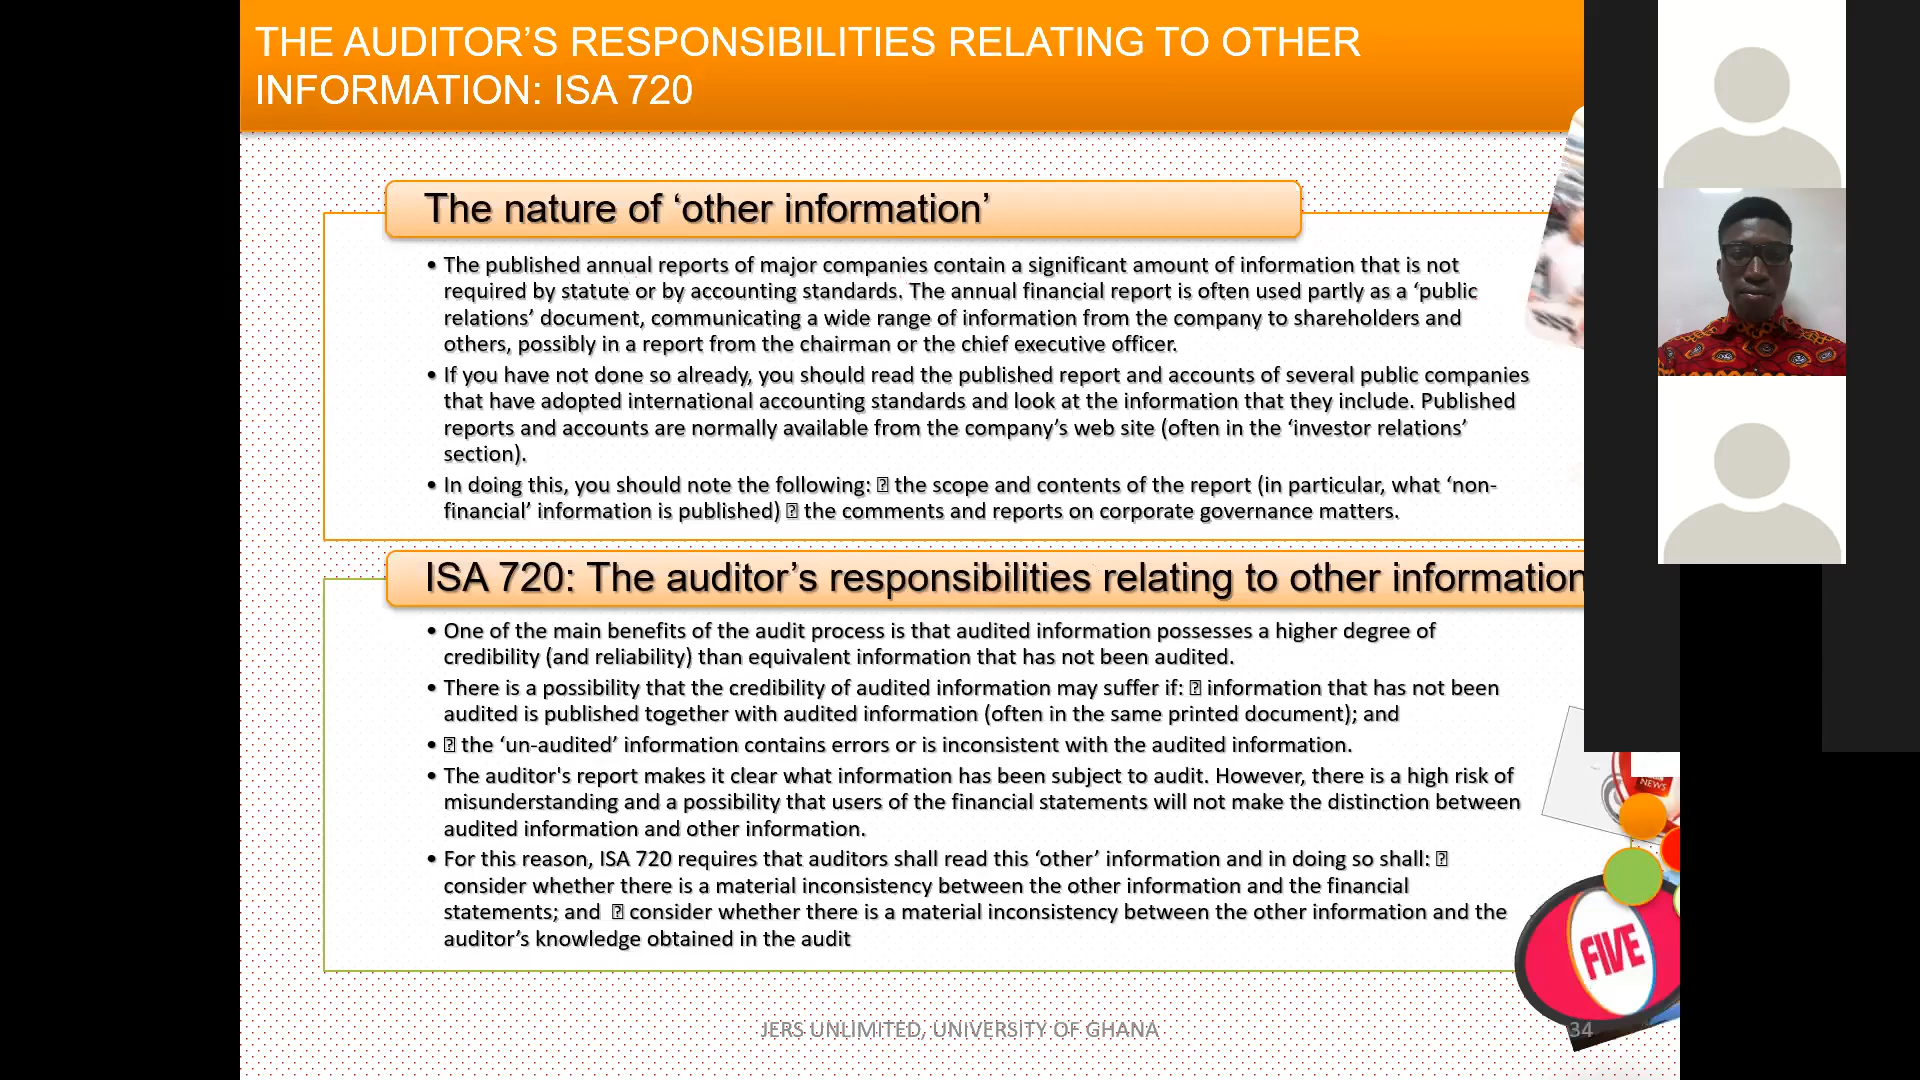 THE AUDITOR’S RESPONSIBILITIES RELATING TO OTHER
INFORMATION: ISA 720
The nature of ‘other information’
• The published annual reports of major companies contain a significant amount of information that is not
required by statute or by accounting standards. The annual financial report is often used partly as a ‘public
relations’ document, communicating a wide range of information from the company to shareholders and
others, possibly in a report from the chairman or the chief executive officer.
• If you have not done so already, you should read the published report and accounts of several public companies
that have adopted international accounting standards and look at the information that they include. Published
reports and accounts are normally available from the company’s web site (often in the ‘investor relations’
section).
• In doing this, you should note the following: ⍰ the scope and contents of the report (in particular, what ‘non-
financial’ information is published) ⍰ the comments and reports on corporate governance matters.
ISA 720: The auditor’s responsibilities relating to other information
• One of the main benefits of the audit process is that audited information possesses a higher degree of
credibility (and reliability) than equivalent information that has not been audited.
• There is a possibility that the credibility of audited information may suffer if: ⍰ information that has not been
audited is published together with audited information (often in the same printed document); and
• ⍰ the ‘un-audited’ information contains errors or is inconsistent with the audited information.
• The auditor's report makes it clear what information has been subject to audit. However, there is a high risk of
misunderstanding and a possibility that users of the financial statements will not make the distinction between
audited information and other information.
• For this reason, ISA 720 requires that auditors shall read this ‘other’ information and in doing so shall: ⍰
consider whether there is a material inconsistency between the other information and the financial
statements; and ⍰ consider whether there is a material inconsistency between the other information and the
auditor’s knowledge obtained in the audit
NEWS
FIVE
JERS UNLIMITED, UNIVERSITY OF GHANA
34